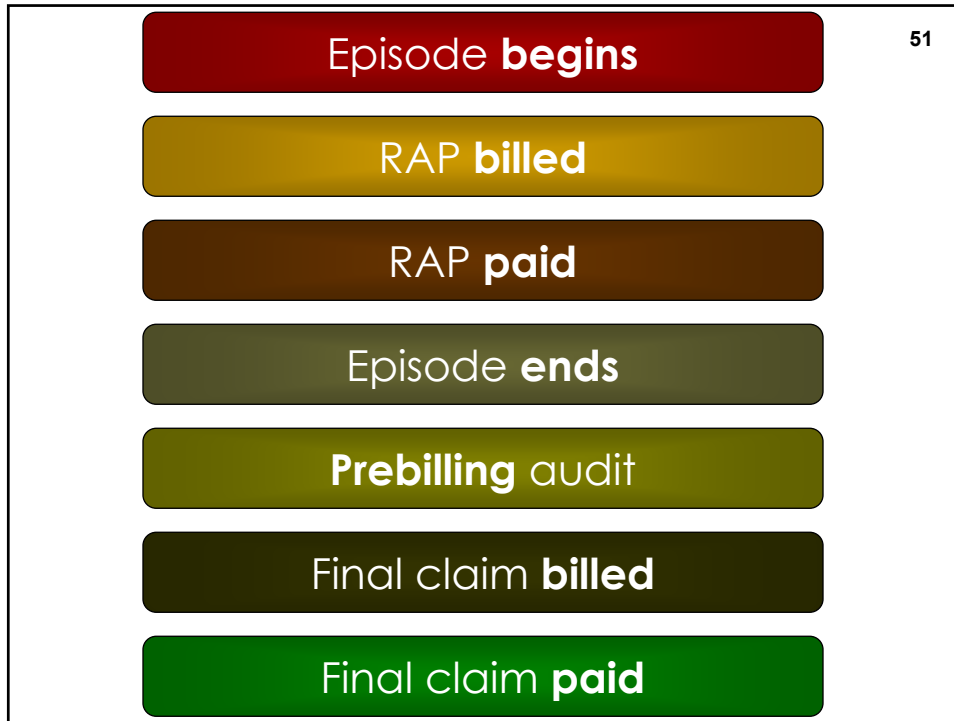 51
Episode begins
RAP billed
RAP paid
Episode ends
Prebilling audit
Final claim billed
Final claim paid